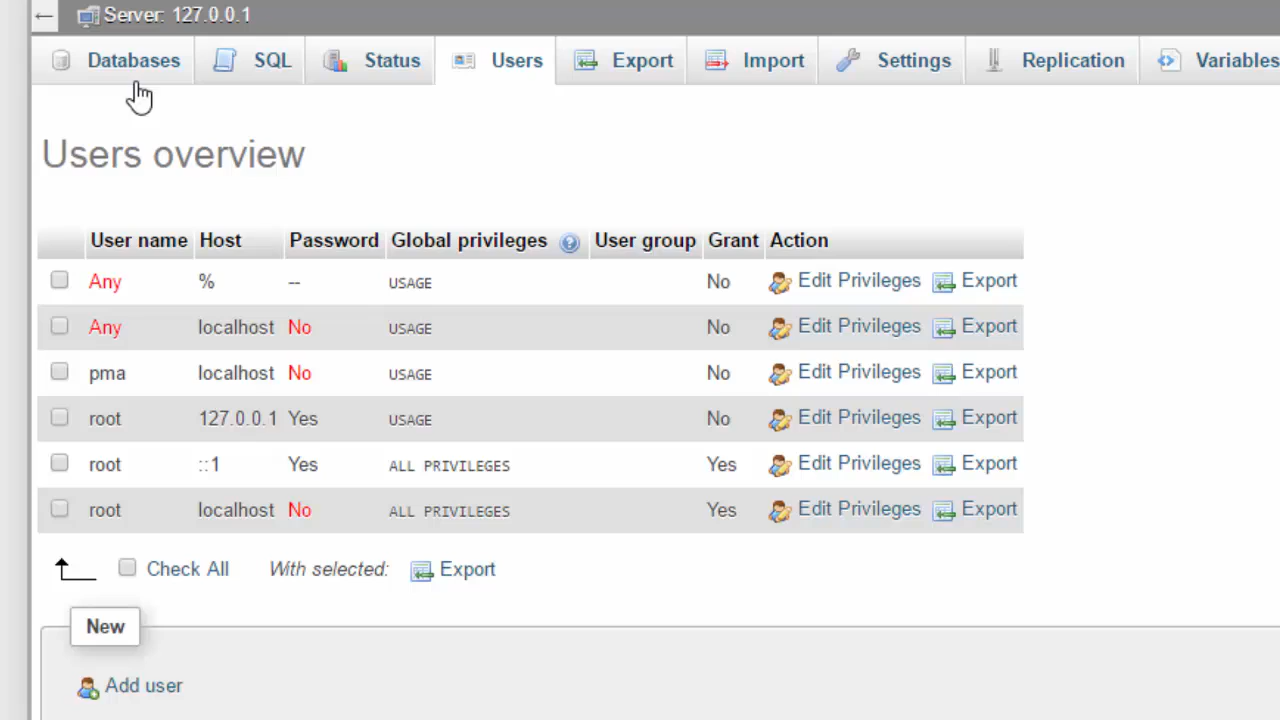 Server: 127.0.0.1
Databases SQL Status Users Export Import Settings Replication Variables
Users overview
User name Host Password Global privileges User group Grant Action
Any % -- USAGE No Edit Privileges Export
Any localhost No USAGE No Edit Privileges Export
pma localhost No USAGE No Edit Privileges Export
root 127.0.0.1 Yes USAGE No Edit Privileges Export
root ::1 Yes ALL PRIVILEGES Yes Edit Privileges Export
root localhost No ALL PRIVILEGES Yes Edit Privileges Export
Check All With selected: Export
New
Add user